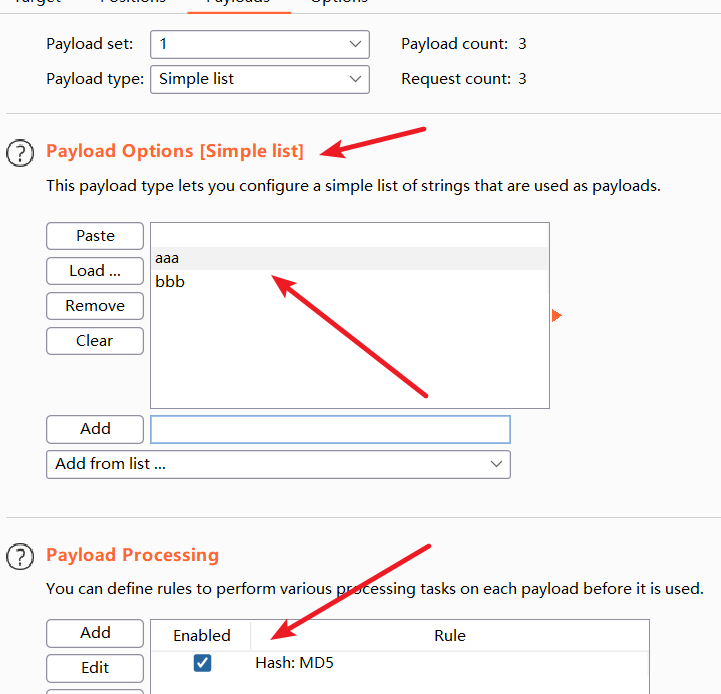 Target Positions Payloads Options
Payload set: 1 Payload count: 3
Payload type: Simple list Request count: 3
? Payload Options [Simple list]
This payload type lets you configure a simple list of strings that are used as payloads.
Paste
aaa
Load ...
bbb
Remove
Clear
Add
Add from list ...
? Payload Processing
You can define rules to perform various processing tasks on each payload before it is used.
Add Enabled Rule
Edit Hash: MD5